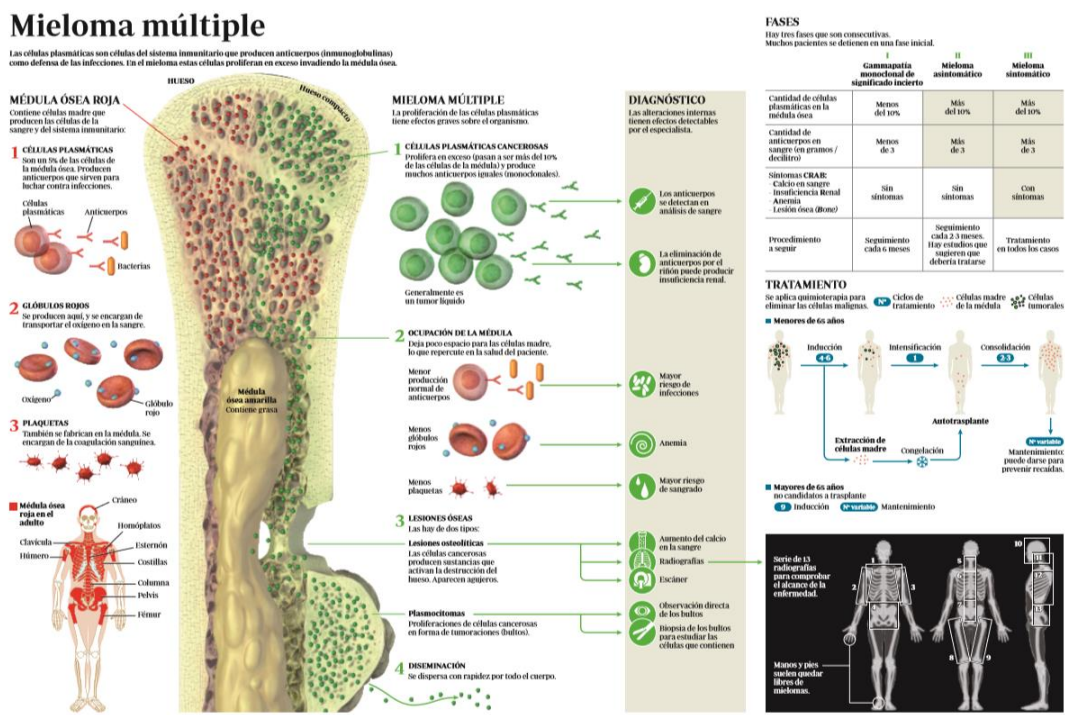 Mieloma múltiple
Las células plasmáticas son células del sistema inmunitario que producen anticuerpos (inmunoglobulinas)
como defensa de las infecciones. En el mieloma estas células proliferan en exceso invadiendo la médula ósea.
HUESO
Hueso compacto
MÉDULA ÓSEA ROJA
Contiene células madre que
producen las células de la
sangre y del sistema inmunitario:
1 CÉLULAS PLASMÁTICAS
Son un 5% de las células de
la médula ósea. Producen
anticuerpos que sirven para
luchar contra infecciones.
Células
plasmáticas
Anticuerpos
Bacterias
2 GLÓBULOS ROJOS
Se producen aquí, y se encargan de
transportar el oxígeno en la sangre.
Oxígeno
Glóbulo
rojo
3 PLAQUETAS
También se fabrican en la médula. Se
encargan de la coagulación sanguínea.
Médula ósea
roja en el
adulto
Cráneo
Homóplatos
Clavícula
Esternón
Húmero
Costillas
Columna
Pelvis
Fémur
Médula
ósea amarilla
Contiene grasa
MIELOMA MÚLTIPLE
La proliferación de las células plasmáticas
tiene efectos graves sobre el organismo.
1 CÉLULAS PLASMÁTICAS CANCEROSAS
Prolifera en exceso (pasan a ser más del 10%
de las células de la médula) y produce
muchos anticuerpos iguales (monoclonales).
Generalmente es
un tumor líquido
2 OCUPACIÓN DE LA MÉDULA
Deja poco espacio para las células madre,
lo que repercute en la salud del paciente.
Menor
producción
normal de
anticuerpos
Menos
glóbulos
rojos
Menos
plaquetas
3 LESIONES ÓSEAS
Las hay de dos tipos:
Lesiones osteolíticas
Las células cancerosas
producen sustancias que
activan la destrucción del
hueso. Aparecen agujeros.
Plasmocitomas
Proliferaciones de células cancerosas
en forma de tumoraciones (bultos).
4 DISEMINACIÓN
Se dispersa con rapidez por todo el cuerpo.
DIAGNÓSTICO
Las alteraciones internas
tienen efectos detectables
por el especialista.
Los anticuerpos
se detectan en
análisis de sangre
La eliminación de
anticuerpos por el
riñón puede producir
insuficiencia renal.
Mayor
riesgo de
infecciones
Anemia
Mayor riesgo
de sangrado
Aumento del calcio
en la sangre
Radiografías
Escáner
Observación directa
de los bultos
Biopsia de los bultos
para estudiar las
células que contienen
FASES
Hay tres fases que son consecutivas.
Muchos pacientes se detienen en una fase inicial.
I II III
Gammapatía
monoclonal de
significado incierto
Mieloma
asintomático
Mieloma
sintomático
Cantidad de células
plasmáticas en la
médula ósea
Menos
del 10%
Más
del 10%
Más
del 10%
Cantidad de
anticuerpos en
sangre (en gramos /
decilitro)
Menos
de 3
Más
de 3
Más
de 3
Síntomas CRAB:
· Calcio en sangre
· Insuficiencia Renal
· Anemia
· Lesión ósea (Bone)
Sin
síntomas
Sin
síntomas
Con
síntomas
Procedimiento
a seguir
Seguimiento
cada 6 meses
Seguimiento
cada 2-3 meses.
Hay estudios que
sugieren que
debería tratarse
Tratamiento
en todos los casos
TRATAMIENTO
Se aplica quimioterapia para
eliminar las células malignas.
Nº Ciclos de
tratamiento
Células madre
de la médula
Células
tumorales
Menores de 65 años
Inducción
4-6
Intensificación
1
Consolidación
2-3
Autotrasplante
Extracción de
células madre
Congelación
Nº variable
Mantenimiento:
puede darse para
prevenir recaídas.
Mayores de 65 años
no candidatos a trasplante
9 Inducción Nº variable Mantenimiento
Serie de 13
radiografías
para comprobar
el alcance de la
enfermedad.
Manos y pies
suelen quedar
libres de
mielomas.
1
2
3
4
5
7
8
9
10
11
12
13